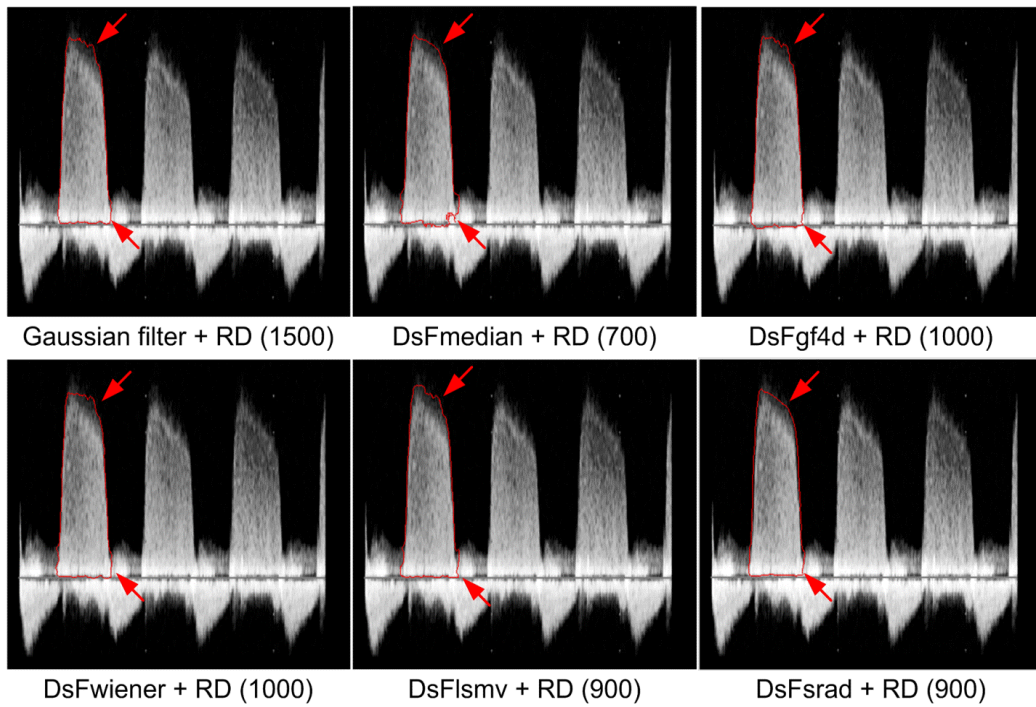 Gaussian filter + RD (1500)
DsFmedian + RD (700)
DsFgf4d + RD (1000)
DsFwiener + RD (1000)
DsFlsmv + RD (900)
DsFsrad + RD (900)